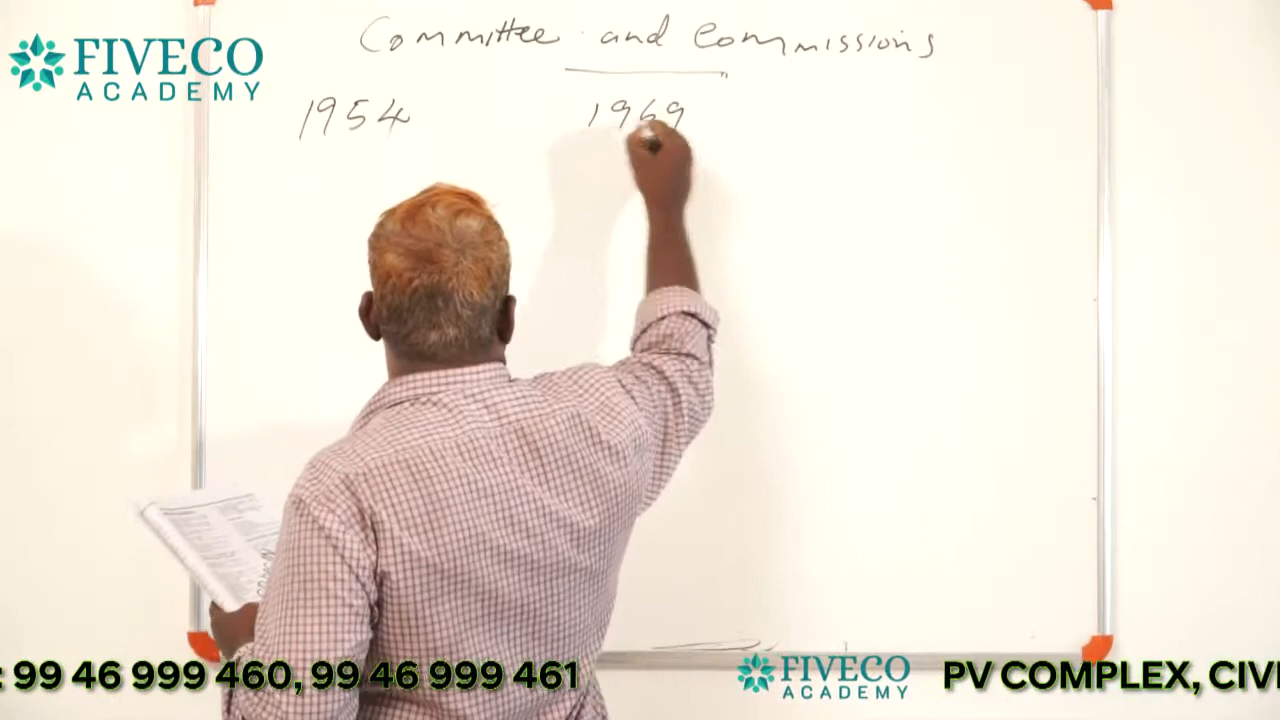 Committee and Commissions
FIVECO
ACADEMY
1954 1969
: 99 46 999 460, 99 46 999 461
FIVECO
ACADEMY
PV COMPLEX, CIVI